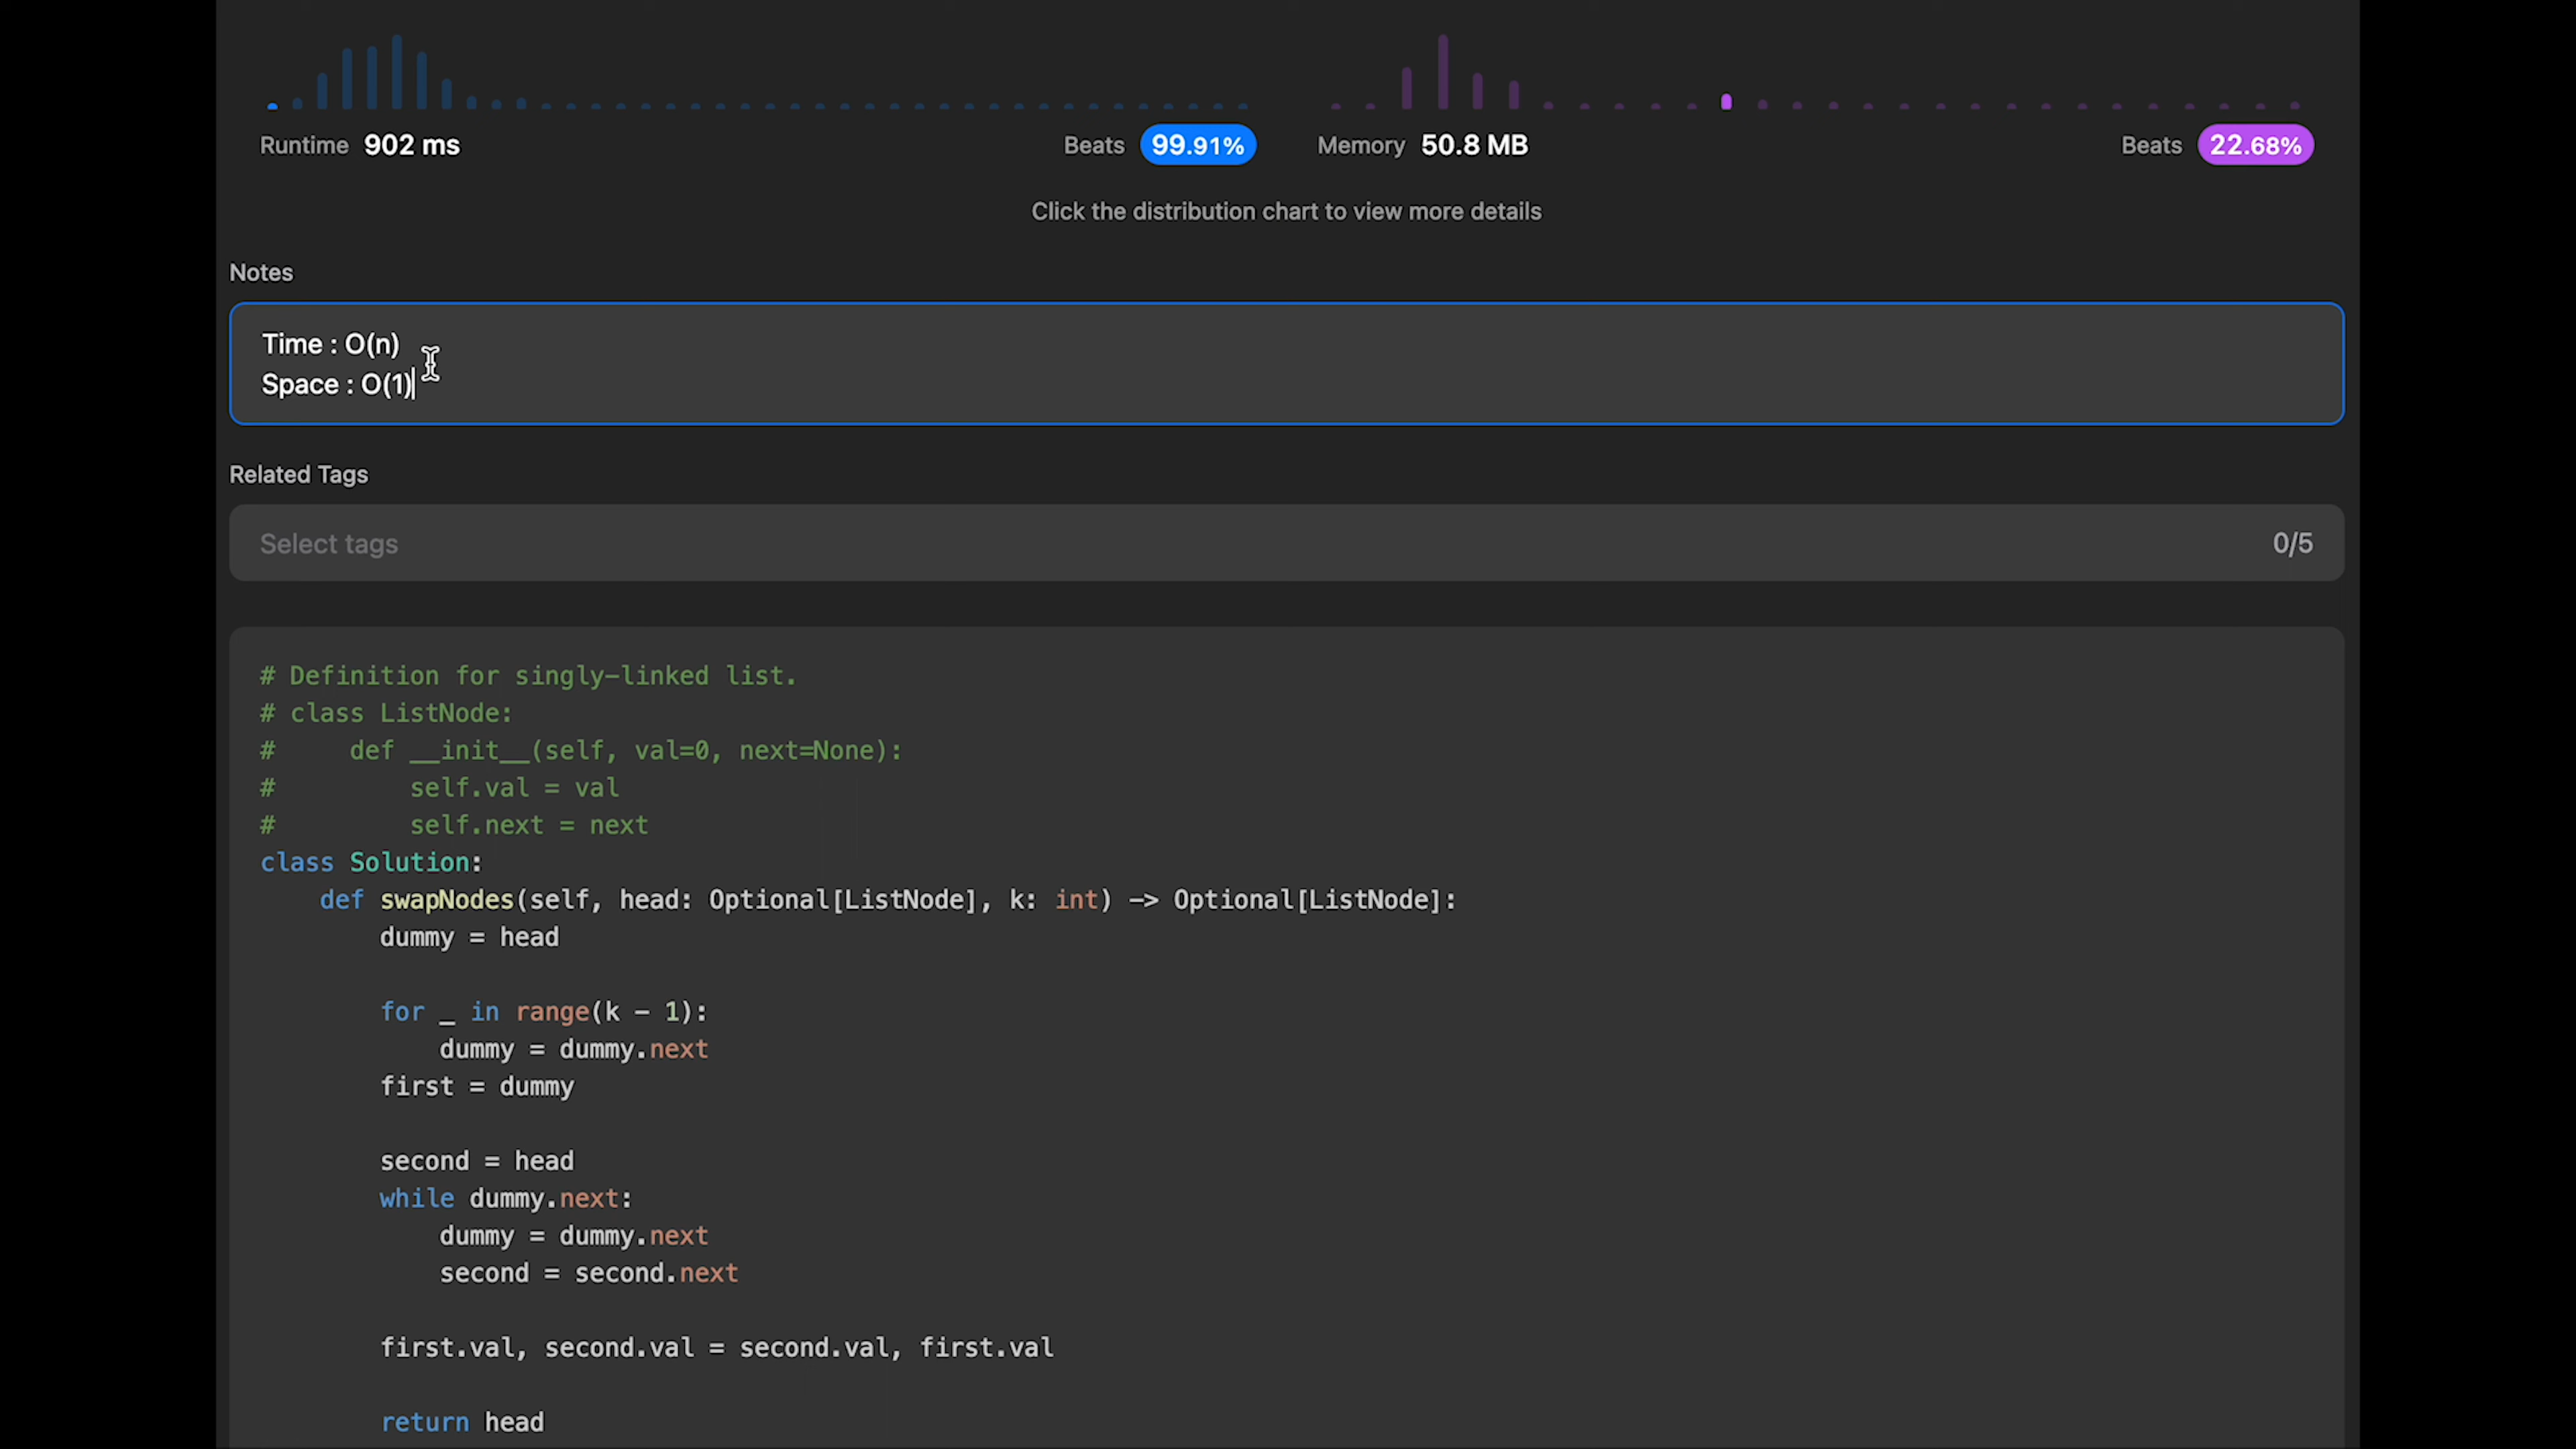 Runtime 902 ms Beats 99.91% Memory 50.8 MB Beats 22.68%
Click the distribution chart to view more details
Notes
Time : O(n)
Space : O(1)
Related Tags
Select tags 0/5
# Definition for singly-linked list.
# class ListNode:
#     def __init__(self, val=0, next=None):
#         self.val = val
#         self.next = next
class Solution:
    def swapNodes(self, head: Optional[ListNode], k: int) -> Optional[ListNode]:
        dummy = head
        for _ in range(k - 1):
            dummy = dummy.next
        first = dummy
        second = head
        while dummy.next:
            dummy = dummy.next
            second = second.next
        first.val, second.val = second.val, first.val
        return head